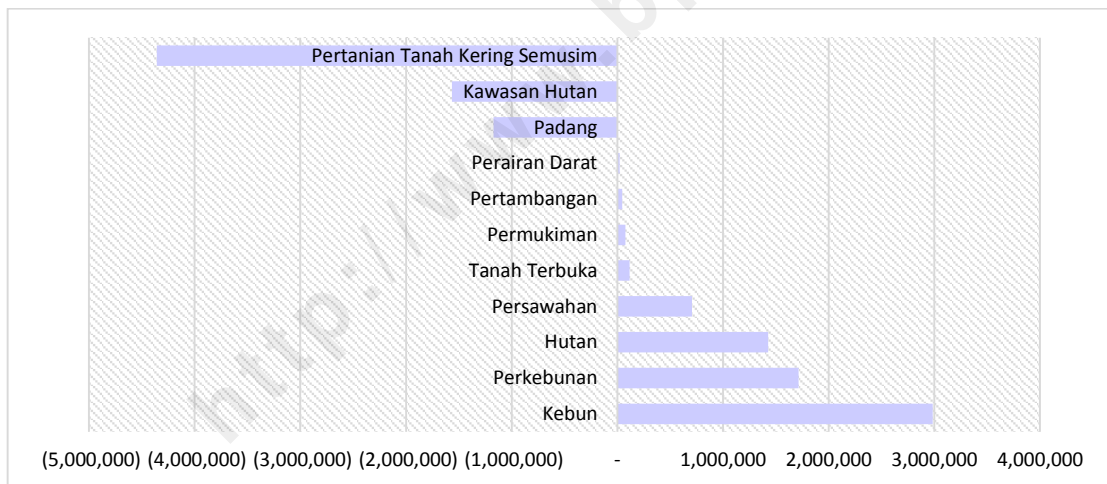 Pertanian Tanah Kering Semusim
Kawasan Hutan
Padang
Perairan Darat
Pertambangan
Permukiman
Tanah Terbuka
Persawahan
Hutan
Perkebunan
Kebun
(5,000,000) (4,000,000) (3,000,000) (2,000,000) (1,000,000) - 1,000,000 2,000,000 3,000,000 4,000,000
http://www.b